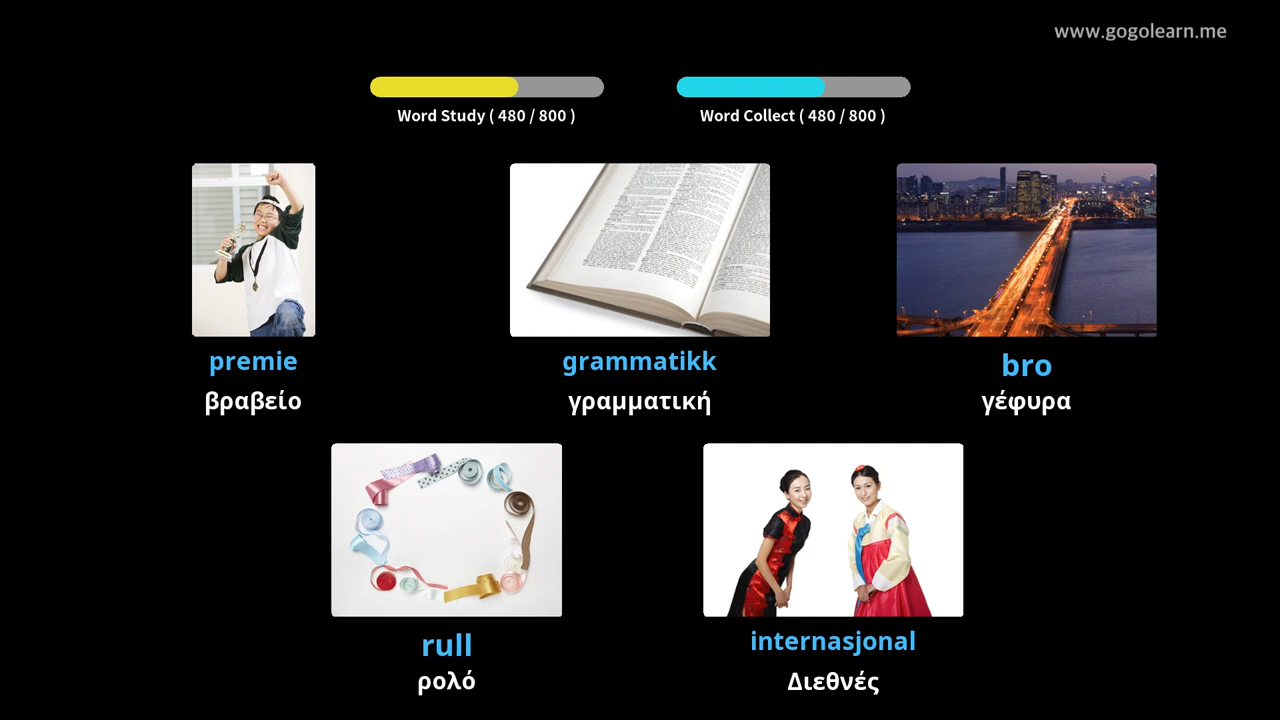 www.gogolearn.me
Word Study ( 480 / 800 )
Word Collect ( 480 / 800 )
premie
βραβείο
grammatikk
γραμματική
bro
γέφυρα
rull
ρολό
internasjonal
Διεθνές